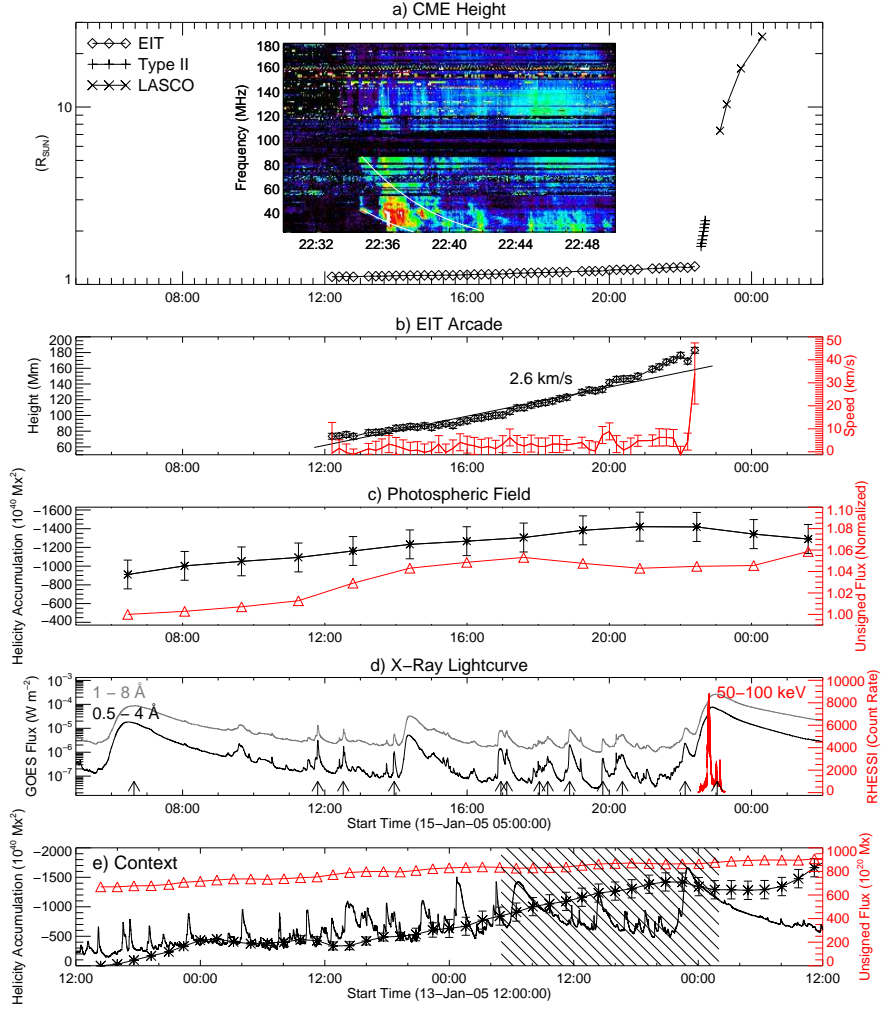 a) CME Height
EIT
Type II
LASCO
10
1
(R_SUN)
Frequency (MHz)
180
160
140
120
100
80
60
40
22:32 22:36 22:40 22:44 22:48
08:00 12:00 16:00 20:00 00:00
b) EIT Arcade
Height (Mm)
200
180
160
140
120
100
80
60
2.6 km/s
50
40
30
20
10
0
Speed (km/s)
08:00 12:00 16:00 20:00 00:00
c) Photospheric Field
Helicity Accumulation (10⁴⁰ Mx²)
−1600
−1400
−1200
−1000
−800
−600
−400
1.10
1.08
1.06
1.04
1.02
1.00
Unsigned Flux (Normalized)
08:00 12:00 16:00 20:00 00:00
d) X−Ray Lightcurve
GOES Flux (W m⁻²)
10⁻³
10⁻⁴
10⁻⁵
10⁻⁶
10⁻⁷
1 − 8 Å
0.5 − 4 Å
50−100 keV
10000
8000
6000
4000
2000
0
RHESSI (Count Rate)
08:00 12:00 16:00 20:00 00:00
Start Time (15−Jan−05 05:00:00)
e) Context
Helicity Accumulation (10⁴⁰ Mx²)
−2000
−1500
−1000
−500
0
1000
800
600
400
200
0
Unsigned Flux (10²⁰ Mx)
12:00 00:00 12:00 00:00 12:00 00:00 12:00
Start Time (13−Jan−05 12:00:00)